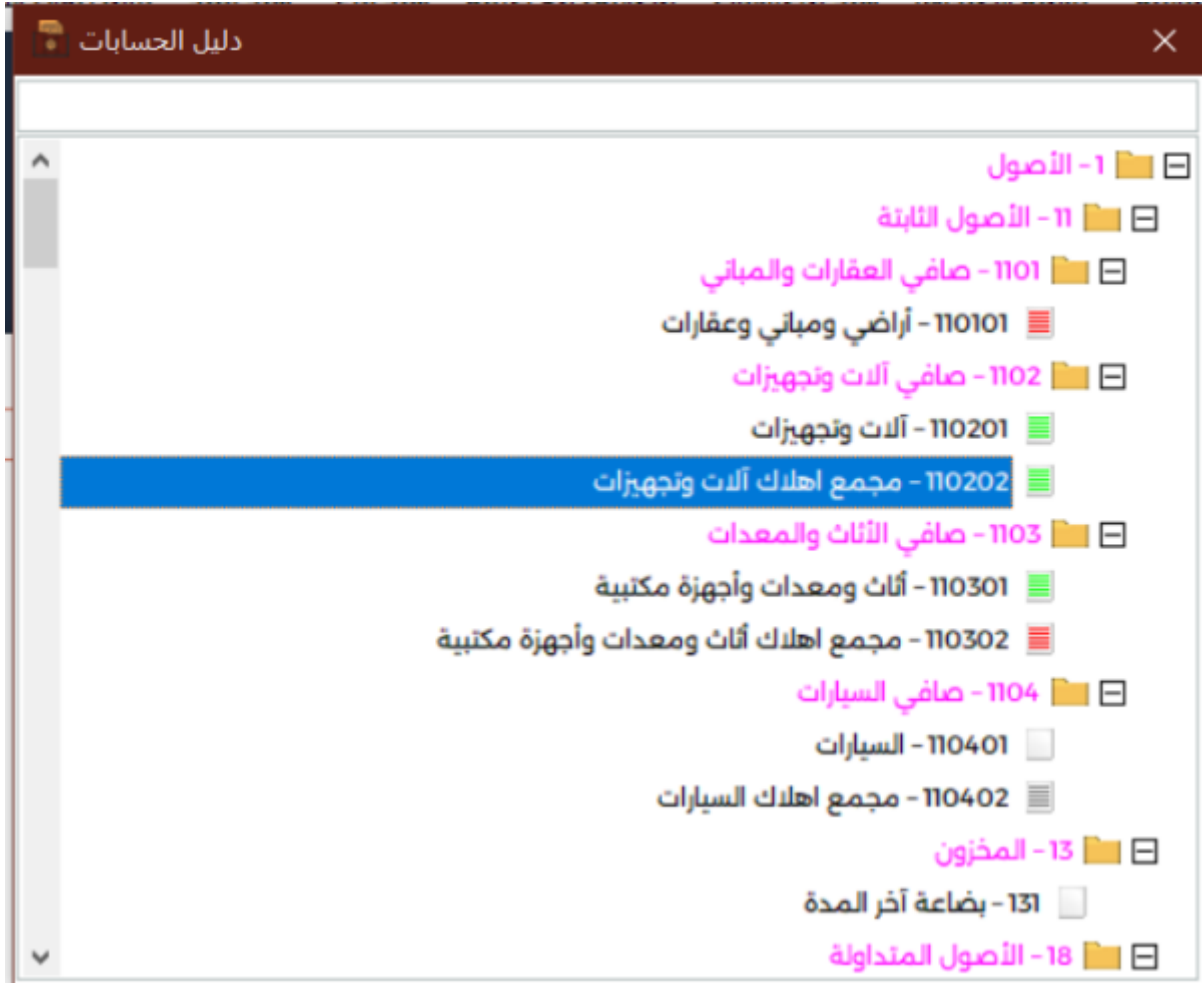 دليل الحسابات
1 - الأصول
11 - الأصول الثابتة
1101 - صافي العقارات والمباني
110101 - أراضي ومباني وعقارات
1102 - صافي آلات وتجهيزات
110201 - آلات وتجهيزات
110202 - مجمع اهلاك آلات وتجهيزات
1103 - صافي الأثاث والمعدات
110301 - أثاث ومعدات وأجهزة مكتبية
110302 - مجمع اهلاك أثاث ومعدات وأجهزة مكتبية
1104 - صافي السيارات
110401 - السيارات
110402 - مجمع اهلاك السيارات
13 - المخزون
131 - بضاعة آخر المدة
18 - الأصول المتداولة